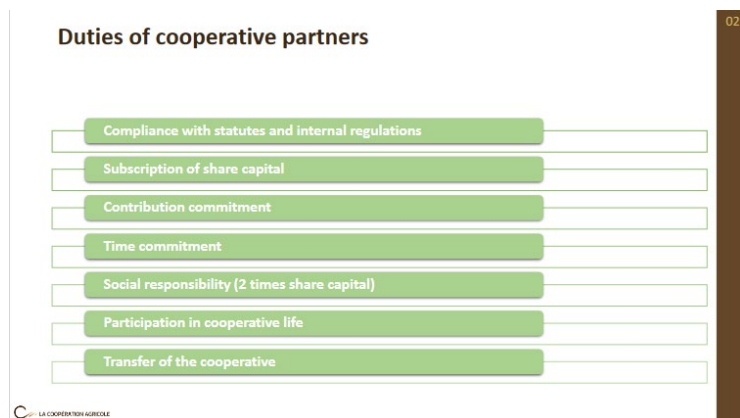 Duties of cooperative partners
02
Compliance with statutes and internal regulations
Subscription of share capital
Contribution commitment
Time commitment
Social responsibility (2 times share capital)
Participation in cooperative life
Transfer of the cooperative
LA COOPÉRATION AGRICOLE